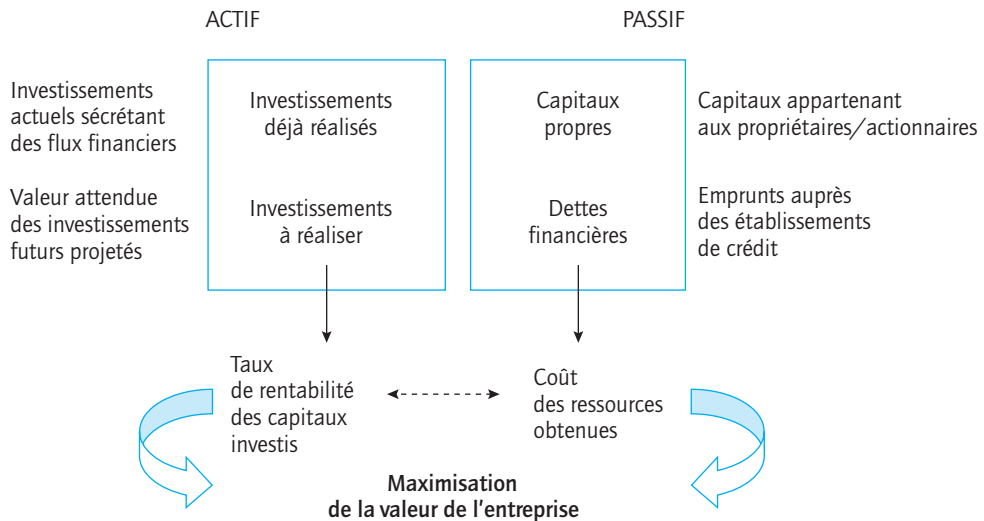 ACTIF
PASSIF
Investissements
actuels sécrétant
des flux financiers
Investissements
déjà réalisés
Capitaux
propres
Capitaux appartenant
aux propriétaires/actionnaires
Valeur attendue
des investissements
futurs projetés
Investissements
à réaliser
Dettes
financières
Emprunts auprès
des établissements
de crédit
Taux
de rentabilité
des capitaux
investis
Coût
des ressources
obtenues
Maximisation
de la valeur de l'entreprise